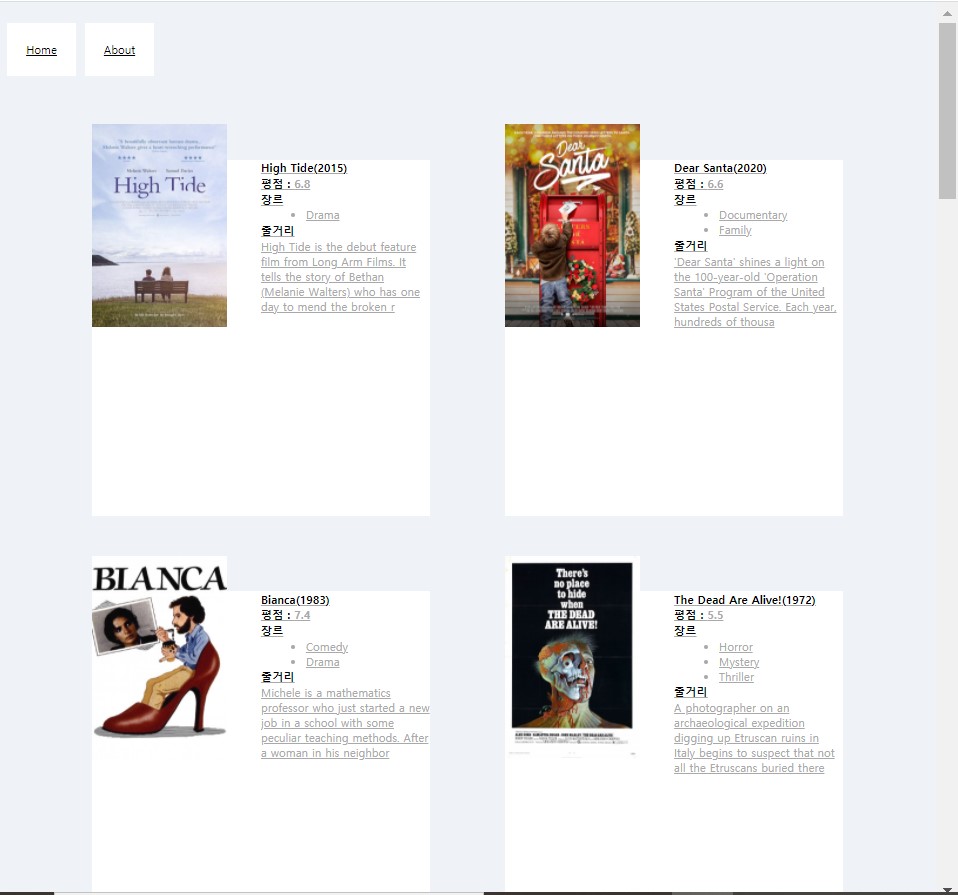 Home
About
High Tide
High Tide(2015)
평점 : 6.8
장르
Drama
줄거리
High Tide is the debut feature
film from Long Arm Films. It
tells the story of Bethan
(Melanie Walters) who has one
day to mend the broken r
Dear
Santa
Dear Santa(2020)
평점 : 6.6
장르
Documentary
Family
줄거리
'Dear Santa' shines a light on
the 100-year-old 'Operation
Santa' Program of the United
States Postal Service. Each year,
hundreds of thousa
BIANCA
Bianca(1983)
평점 : 7.4
장르
Comedy
Drama
줄거리
Michele is a mathematics
professor who just started a new
job in a school with some
peculiar teaching methods. After
a woman in his neighbor
There's
no place
to hide
when
THE DEAD
ARE ALIVE!
The Dead Are Alive!(1972)
평점 : 5.5
장르
Horror
Mystery
Thriller
줄거리
A photographer on an
archaeological expedition
digging up Etruscan ruins in
Italy begins to suspect that not
all the Etruscans buried there